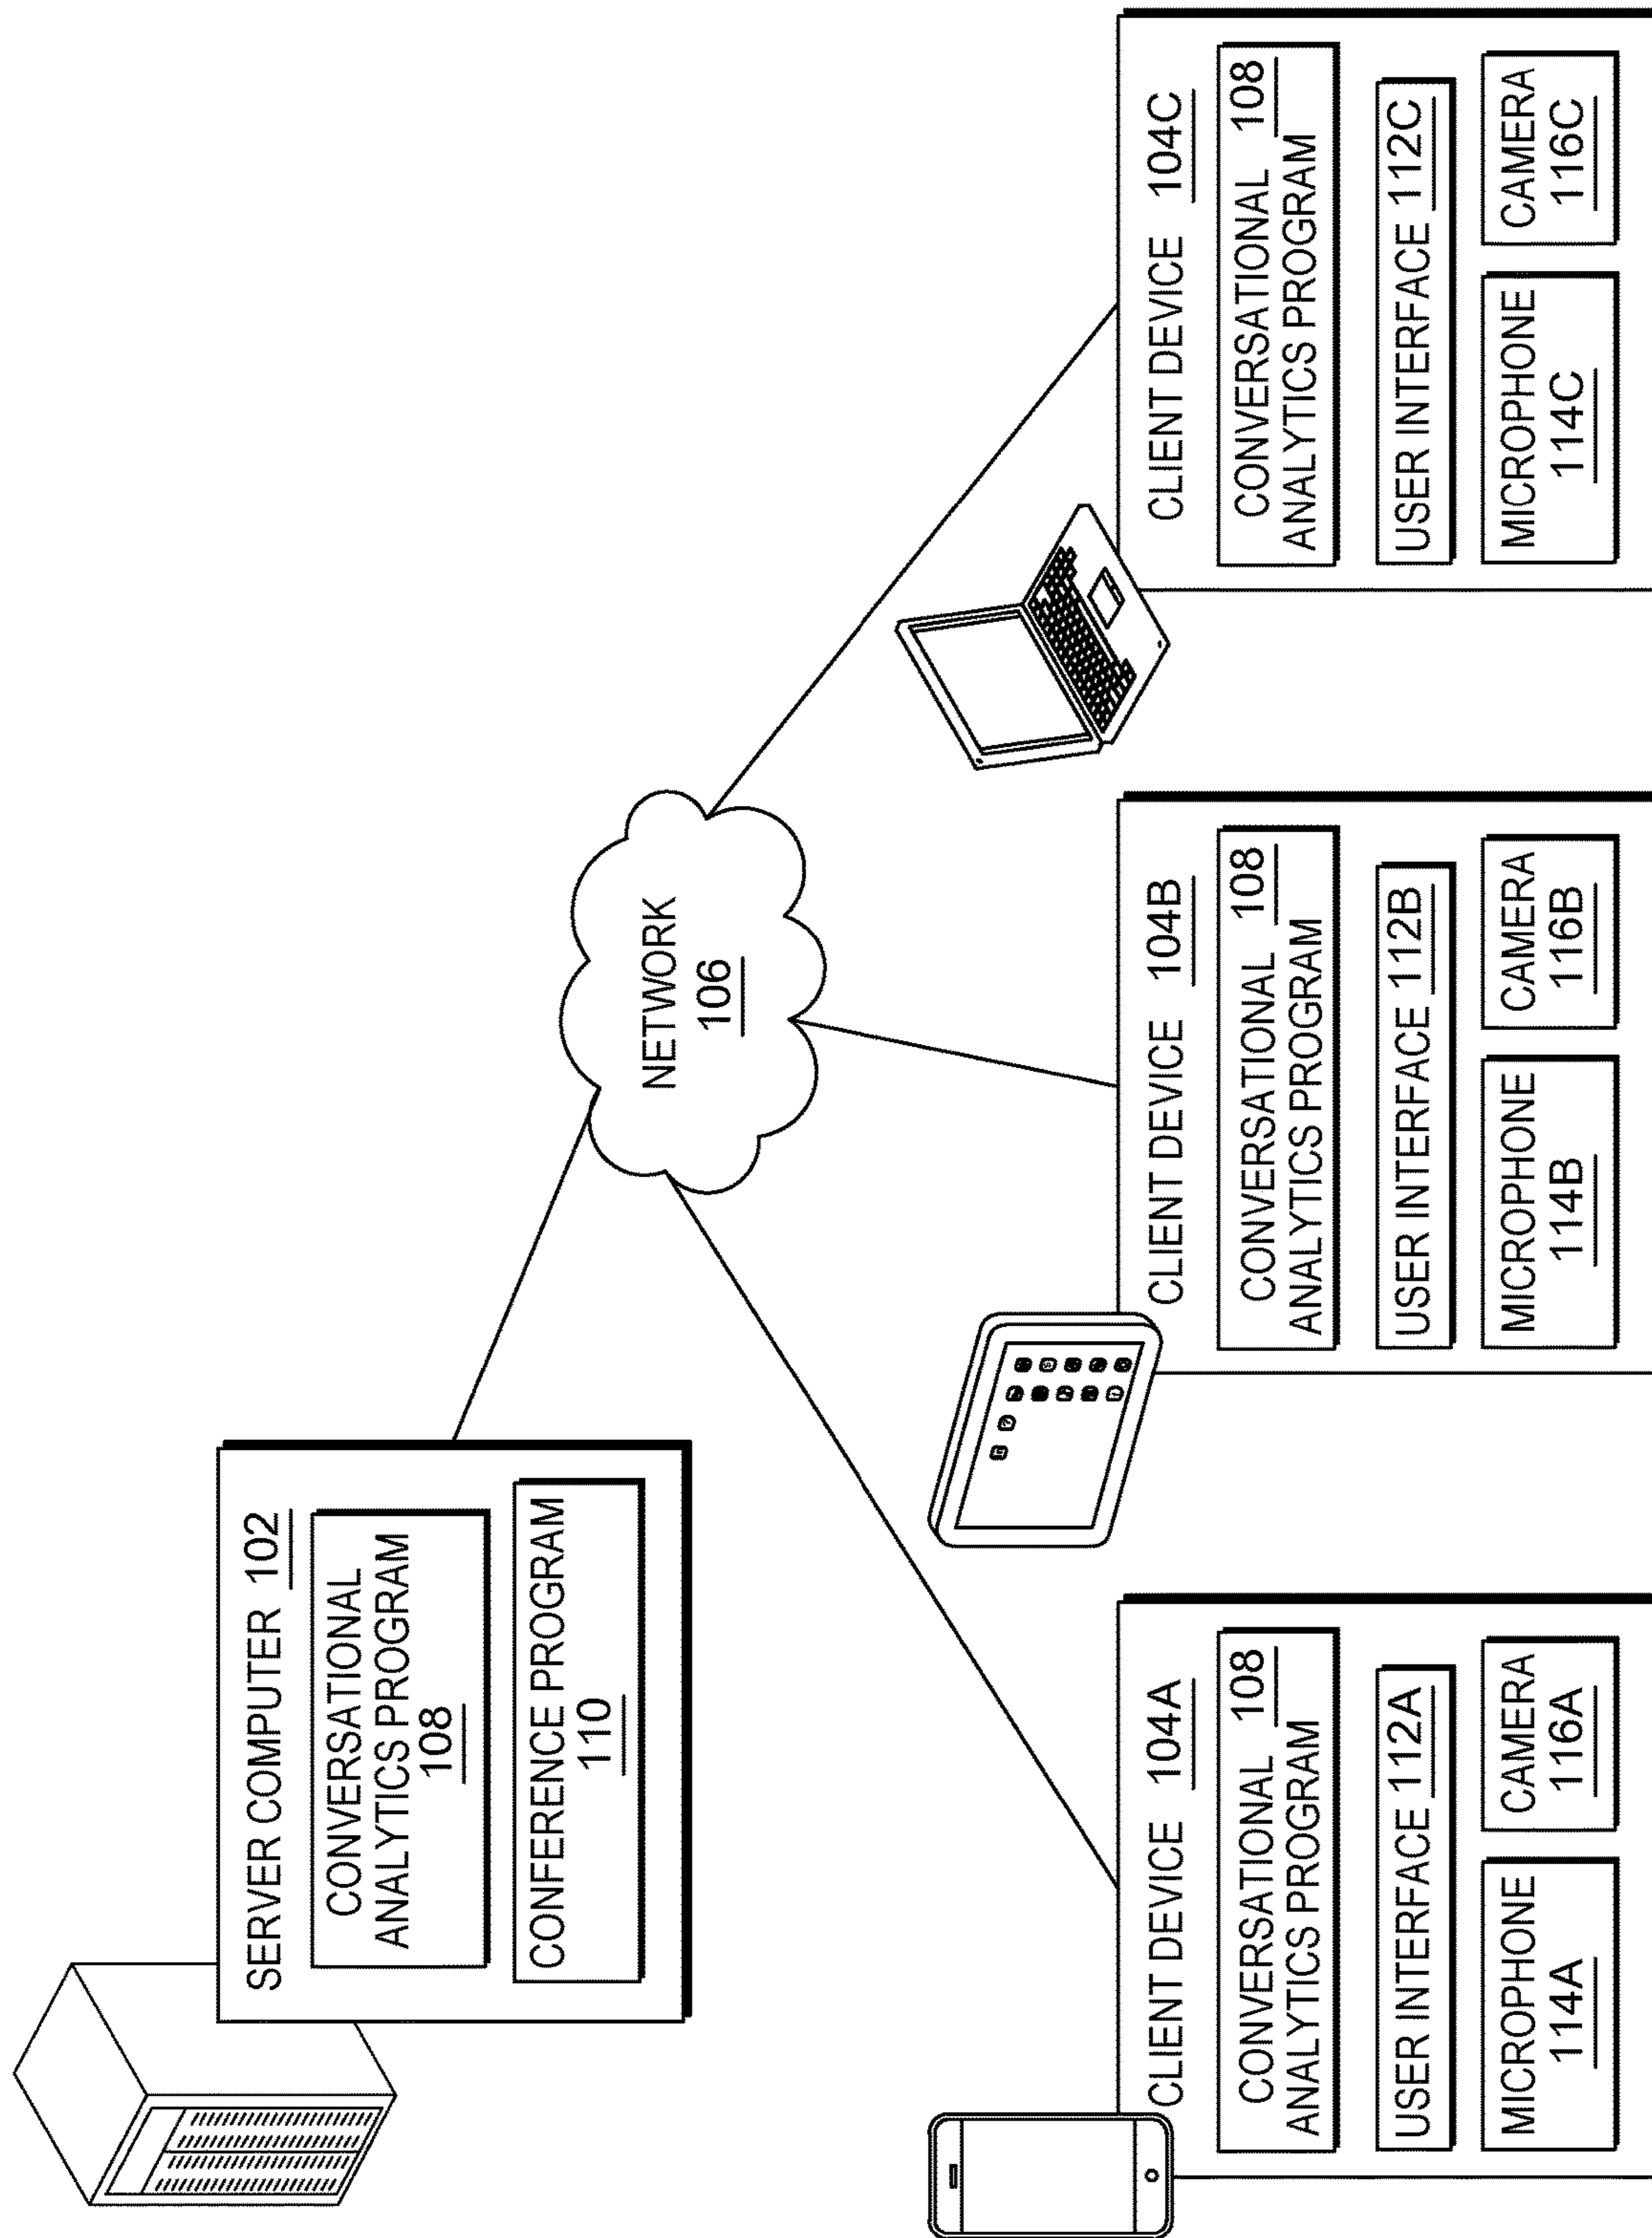 SERVER COMPUTER 102
CONVERSATIONAL
ANALYTICS PROGRAM
108
CONFERENCE PROGRAM
110
NETWORK
106
CLIENT DEVICE 104A
CONVERSATIONAL 108
ANALYTICS PROGRAM
USER INTERFACE 112A
MICROPHONE
114A
CAMERA
116A
CLIENT DEVICE 104B
CONVERSATIONAL 108
ANALYTICS PROGRAM
USER INTERFACE 112B
MICROPHONE
114B
CAMERA
116B
CLIENT DEVICE 104C
CONVERSATIONAL 108
ANALYTICS PROGRAM
USER INTERFACE 112C
MICROPHONE
114C
CAMERA
116C